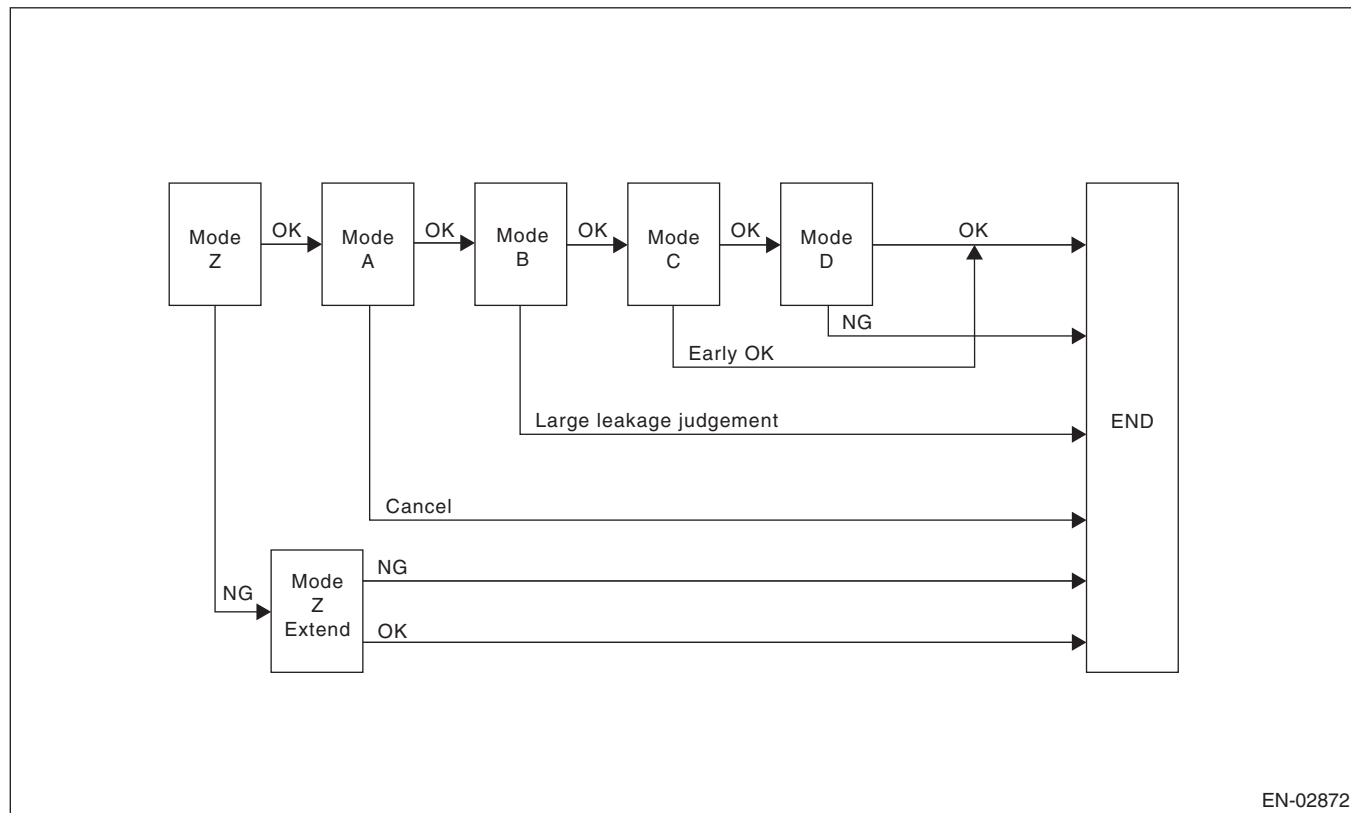 Mode
Z
OK
Mode
A
OK
Mode
B
OK
Mode
C
OK
Mode
D
OK
NG
Early OK
Large leakage judgement
END
Cancel
NG
Mode
Z
Extend
NG
OK
EN-02872